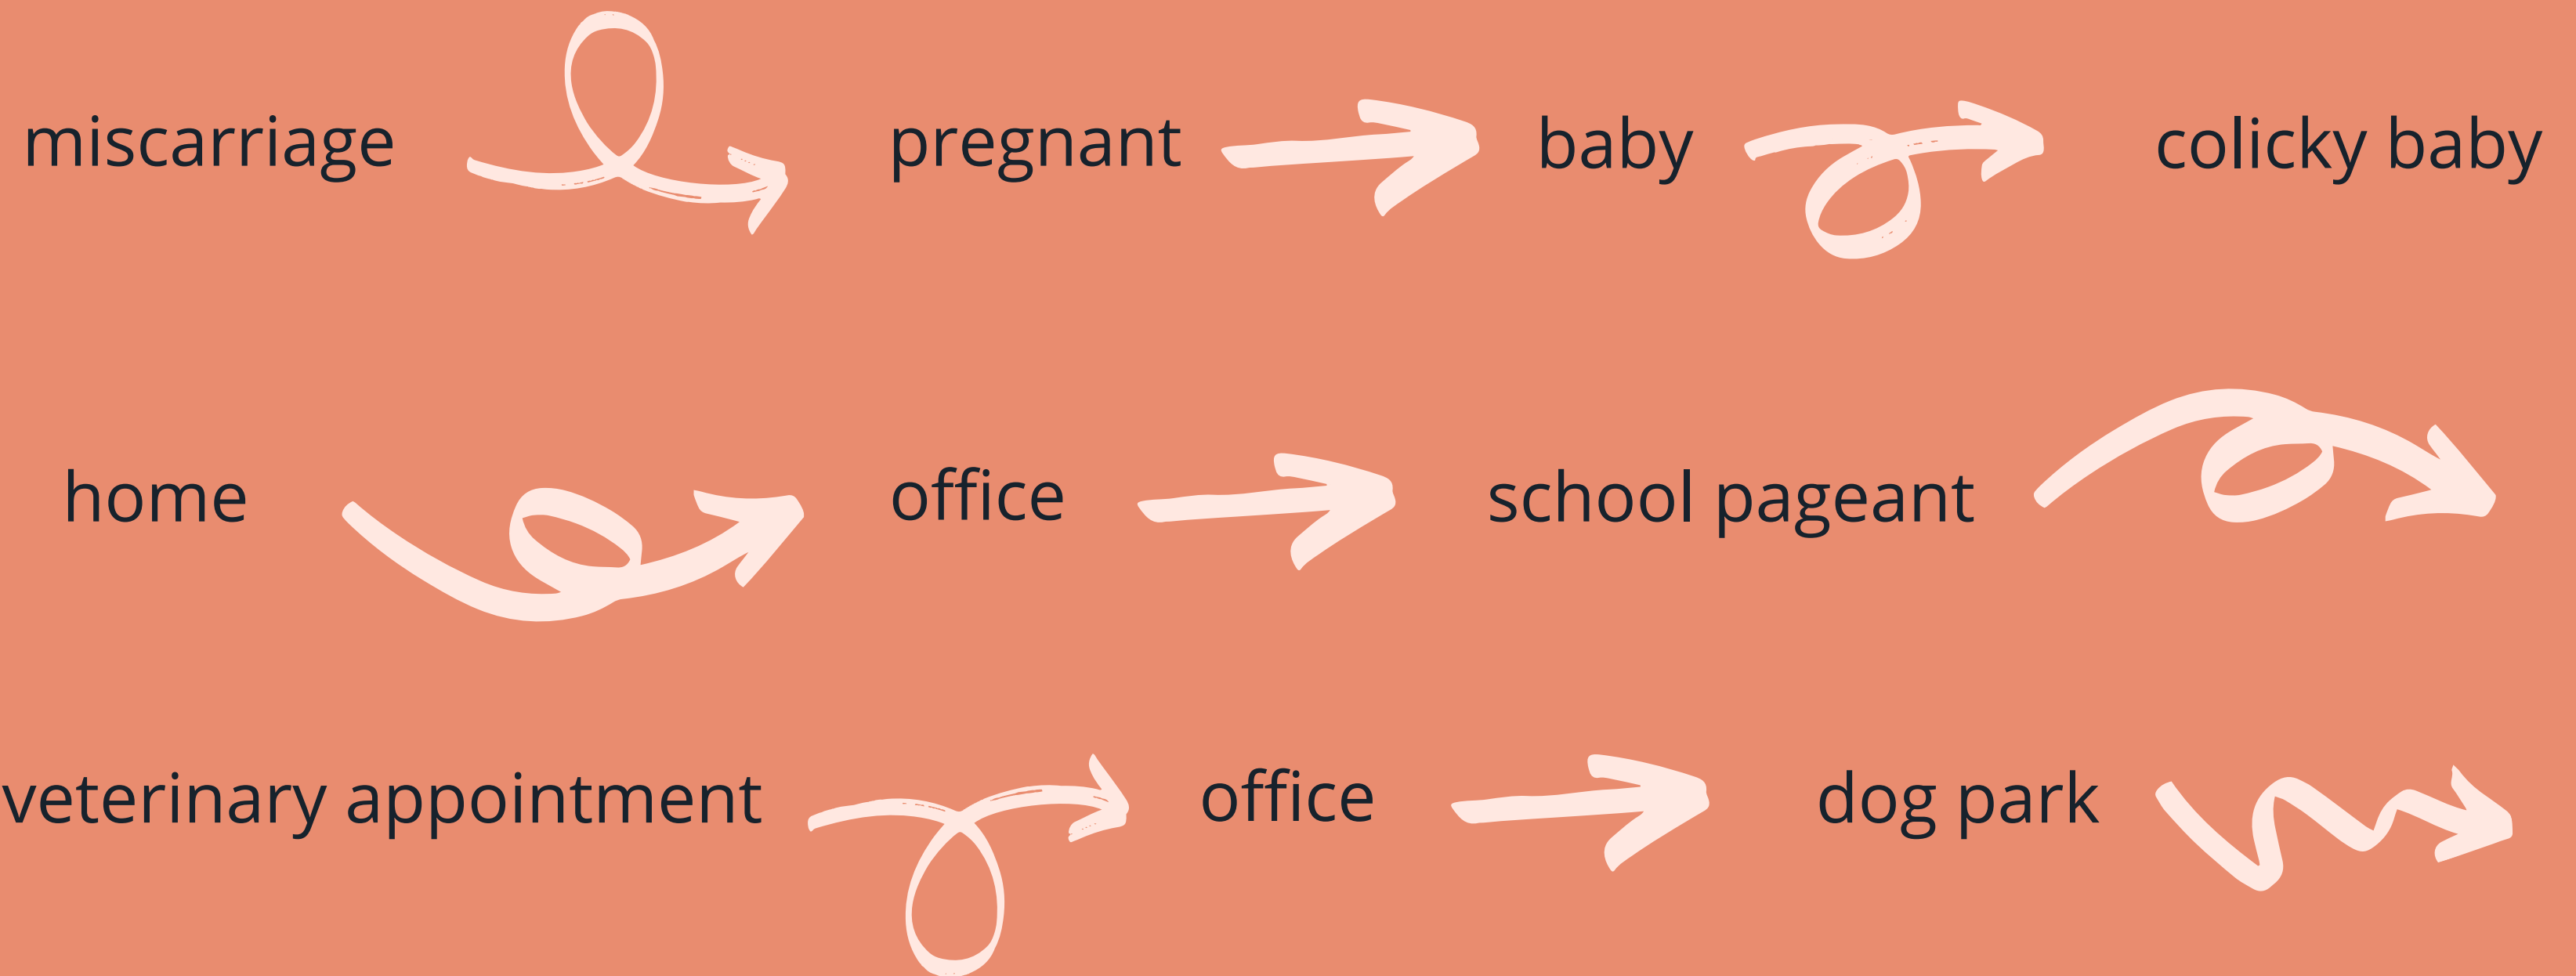 miscarriage pregnant baby colicky baby
home office school pageant
veterinary appointment office dog park